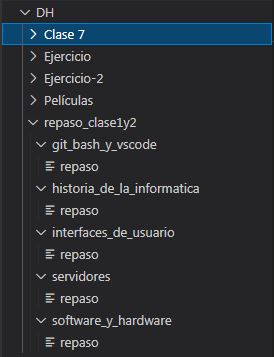 DH
Clase 7
Ejercicio
Ejercicio-2
Películas
repaso_clase1y2
git_bash_y_vscode
repaso
historia_de_la_informatica
repaso
interfaces_de_usuario
repaso
servidores
repaso
software_y_hardware
repaso